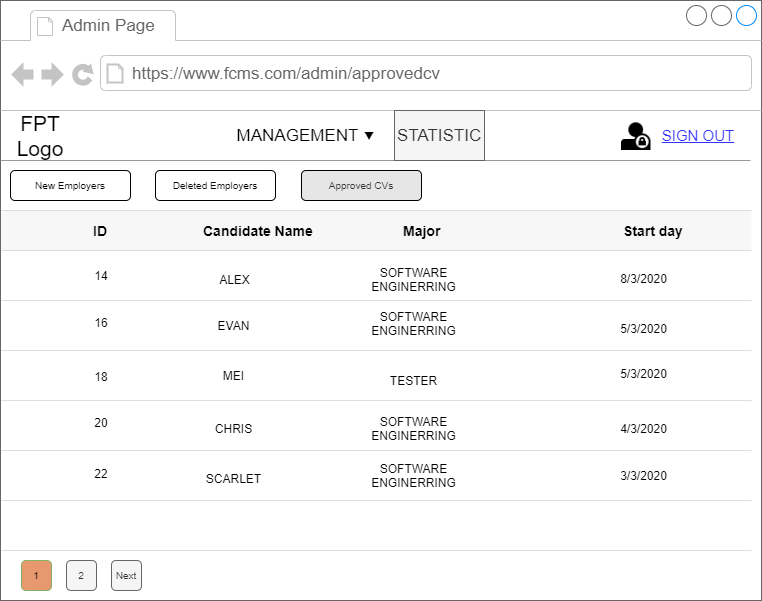 Admin Page
https://www.fcms.com/admin/approvedcv
FPT
Logo
MANAGEMENT ▼
STATISTIC
SIGN OUT
New Employers
Deleted Employers
Approved CVs
ID Candidate Name Major Start day
14 ALEX SOFTWARE
ENGINERRING 8/3/2020
16 EVAN SOFTWARE
ENGINERRING 5/3/2020
18 MEI TESTER 5/3/2020
20 CHRIS SOFTWARE
ENGINERRING 4/3/2020
22 SCARLET SOFTWARE
ENGINERRING 3/3/2020
1 2 Next